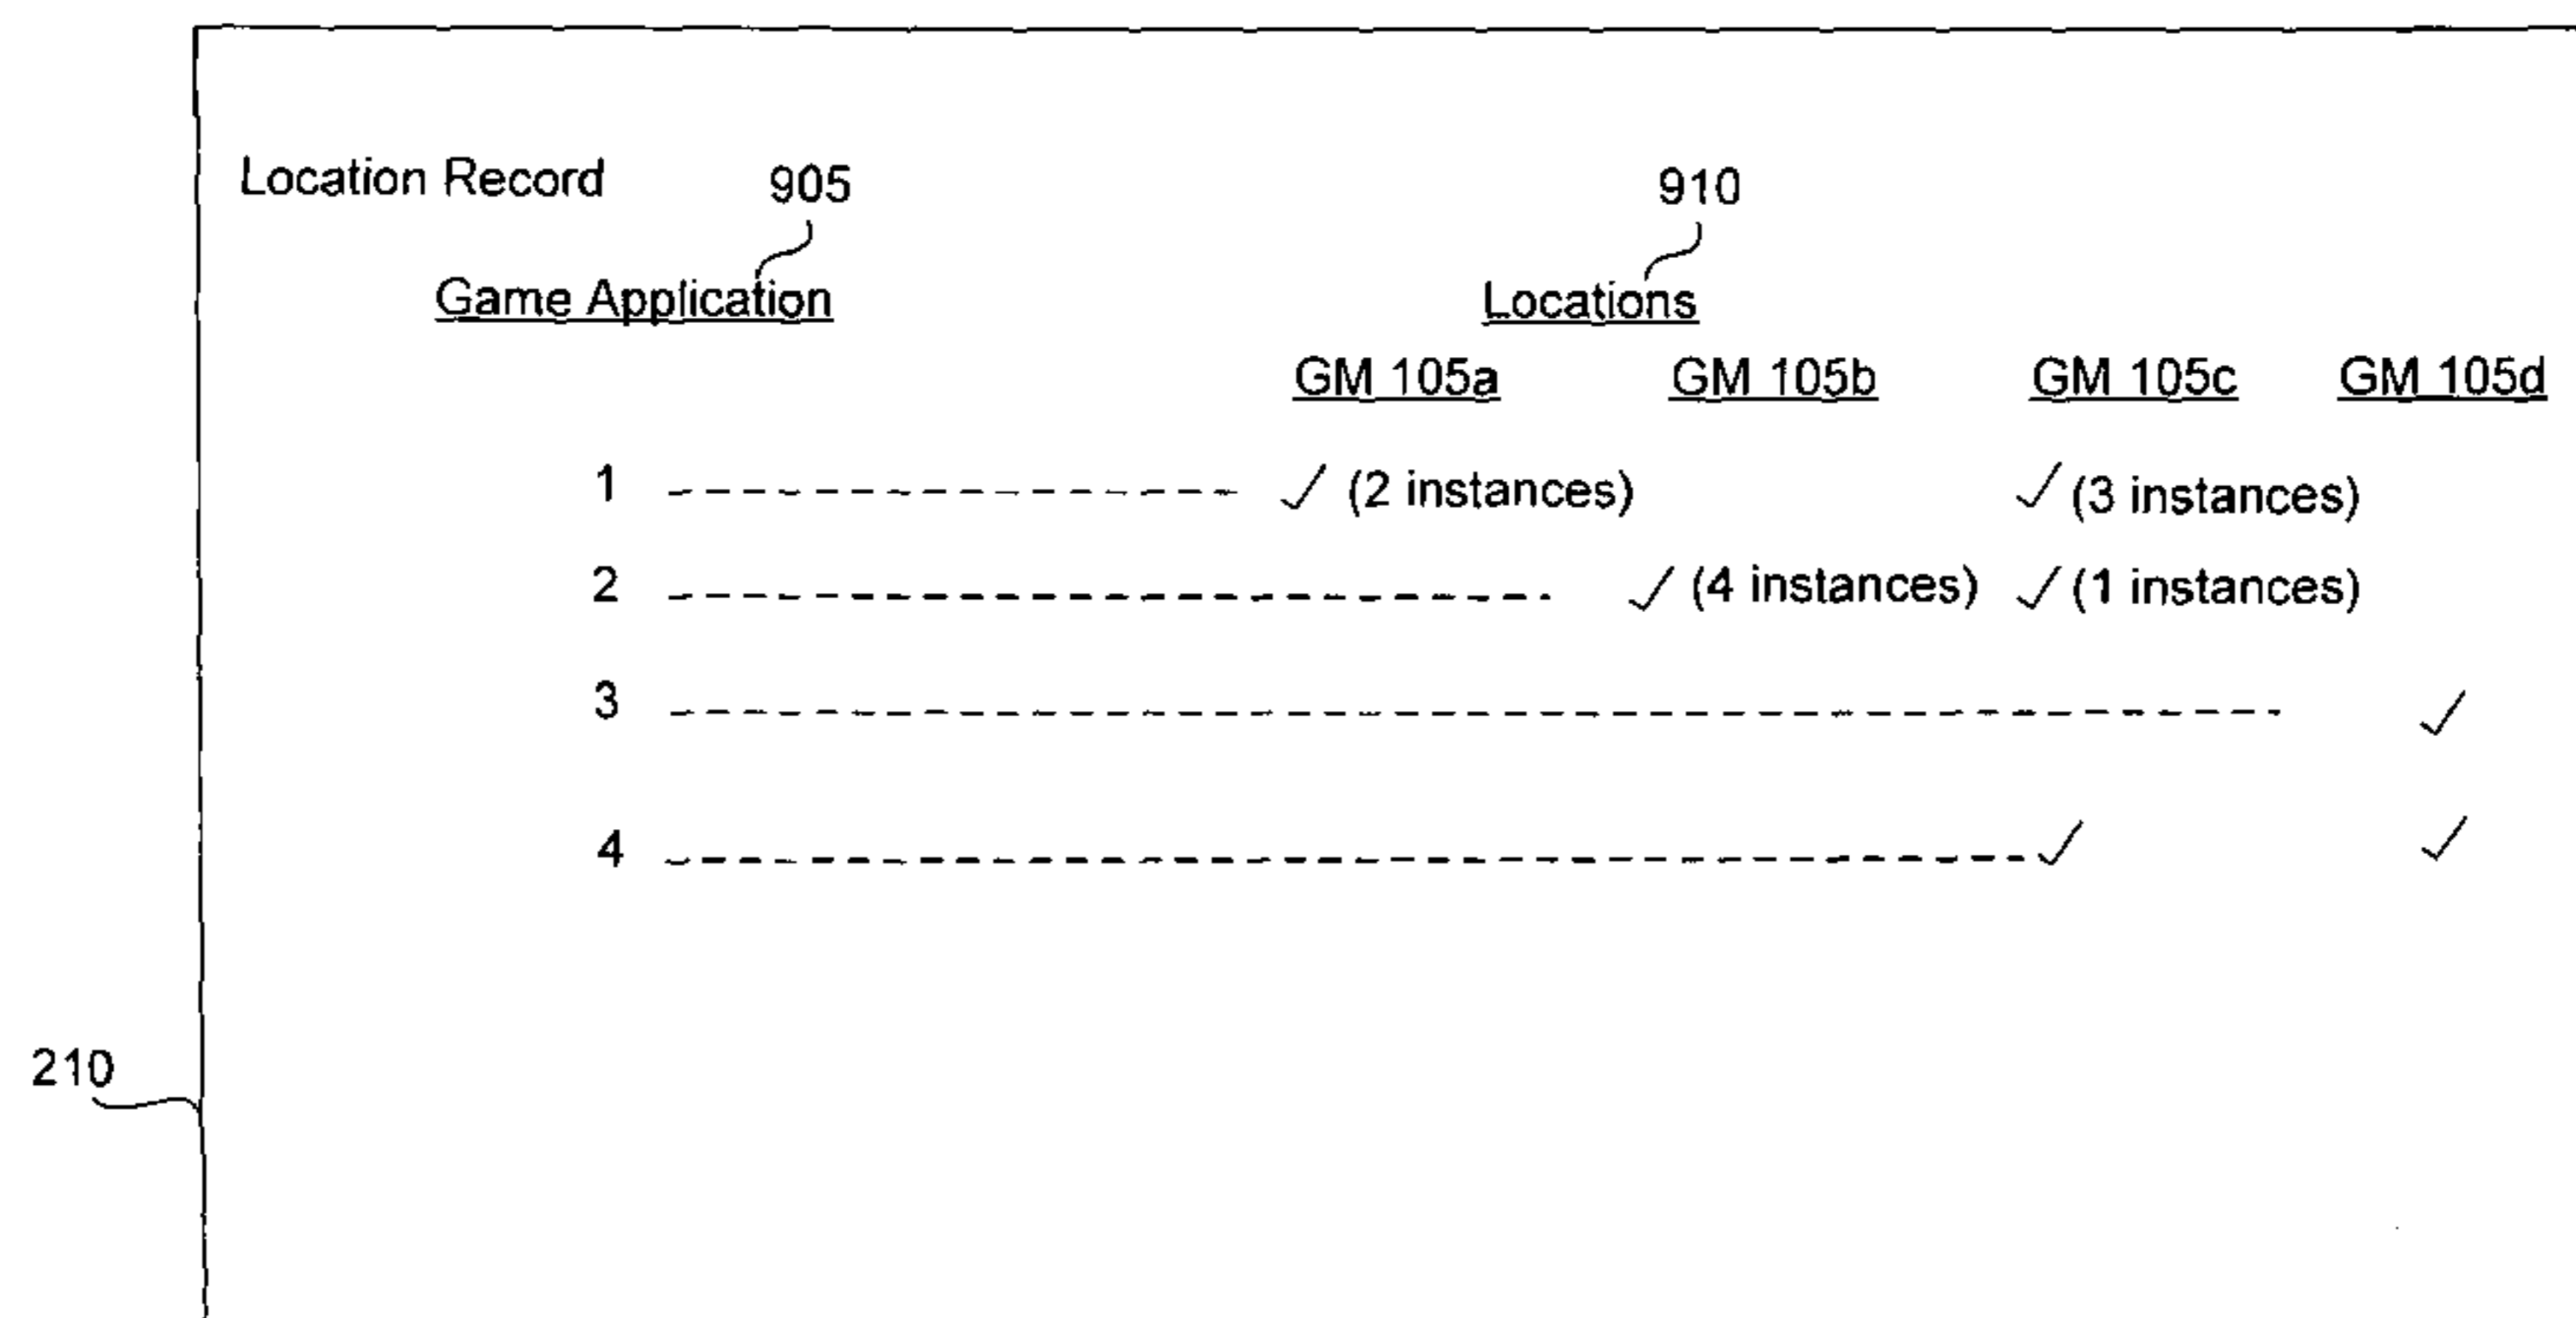 Location Record 905 910
Game Application Locations
GM 105a GM 105b GM 105c GM 105d
1 ✓ (2 instances) ✓ (3 instances)
2 ✓ (4 instances) ✓ (1 instances)
3 ✓
4 ✓ ✓
210